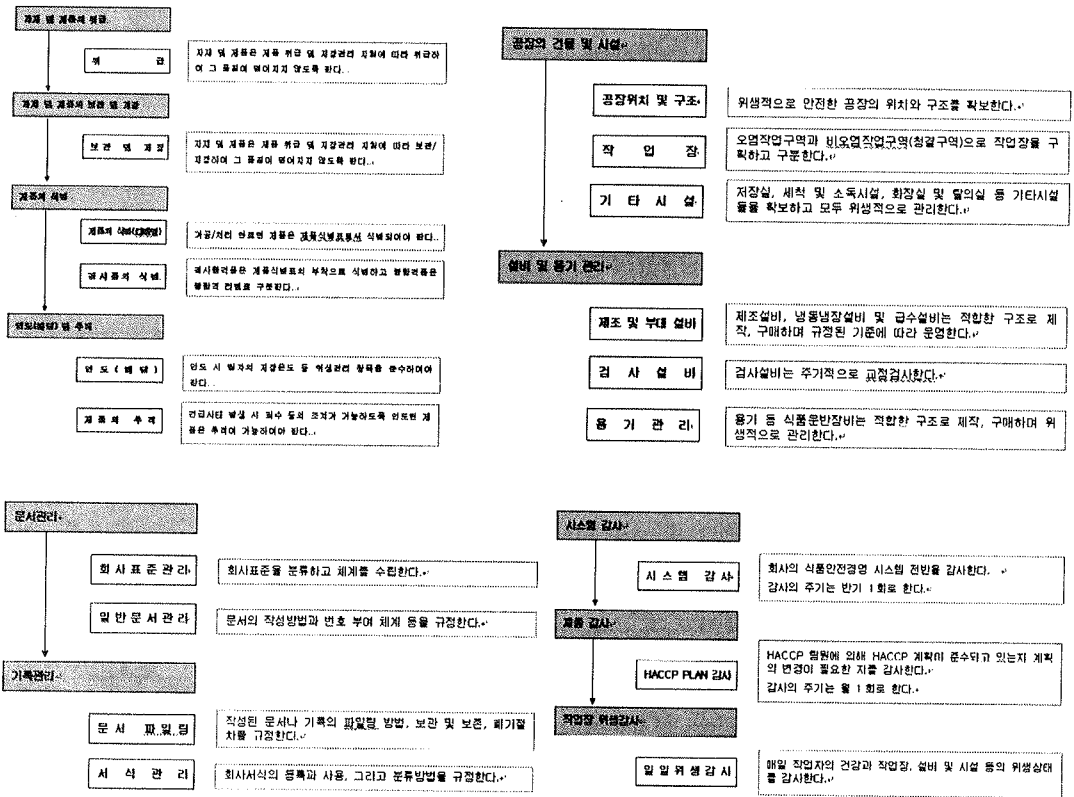 자재 및 제품의 취급
취 급
자재 및 제품은 제품 취급 및 저장관리 지침에 따라 취급하
여 그 품질이 떨어지지 않도록 한다.
자재 및 제품의 보관 및 저장
보 관 및 저 장
자재 및 제품은 제품 취급 및 저장관리 지침에 따라 보관/
저장하여 그 품질이 떨어지지 않도록 한다.
제품의 식별
가공/처리 완료된 제품은 제품식별표로서 식별되어야 한다.
검 사 품 의 식 별
검사합격품은 제품식별표의 부착으로 식별하고 불합격품은
불합격 라벨로 구분한다.
인도(배달) 및 추적
인 도 ( 배 달 )
인도 시 탑차의 저장온도 등 위생관리 항목을 준수하여야
한다.
제 품 의 추 적
긴급사태 발생 시 회수 등의 조치가 가능하도록 인도된 제
품은 추적이 가능하여야 한다.
공장의 건물 및 시설
공장위치 및 구조
위생적으로 안전한 공장의 위치와 구조를 확보한다.
작 업 장
오염작업구역과 비오염작업구역(청결구역)으로 작업장을 구
획하고 구분한다.
기 타 시 설
저장실, 세척 및 소독시설, 화장실 및 탈의실 등 기타시설
들을 확보하고 모두 위생적으로 관리한다.
설비 및 용기 관리
제조 및 부대 설비
제조설비, 냉동냉장설비 및 급수설비는 적합한 구조로 제
작, 구매하며 규정된 기준에 따라 운영한다.
검 사 설 비
검사설비는 주기적으로 교정검사한다.
용 기 관 리
용기 등 식품운반장비는 적합한 구조로 제작, 구매하며 위
생적으로 관리한다.
문서관리
회 사 표 준 관 리
회사표준을 분류하고 체계를 수립한다.
일 반 문 서 관 리
문서의 작성방법과 번호 부여 체계 등을 규정한다.
기록관리
문 서 파 일 링
작성된 문서나 기록의 파일링 방법, 보관 및 보존, 폐기절
차를 규정한다.
서 식 관 리
회사서식의 등록과 사용, 그리고 분류방법을 규정한다.
시스템 감사
시 스 템 감 사
회사의 식품안전경영 시스템 전반을 감사한다.
감사의 주기는 반기 1회로 한다.
제품 감사
HACCP PLAN 감사
HACCP 팀원에 의해 HACCP 계획이 준수되고 있는지 계획
의 변경이 필요한 지를 감사한다.
감사의 주기는 월 1회로 한다.
작업장 위생감사
일 일 위 생 감 사
매일 작업자의 건강과 작업장, 설비 및 시설 등의 위생상태
를 감사한다.